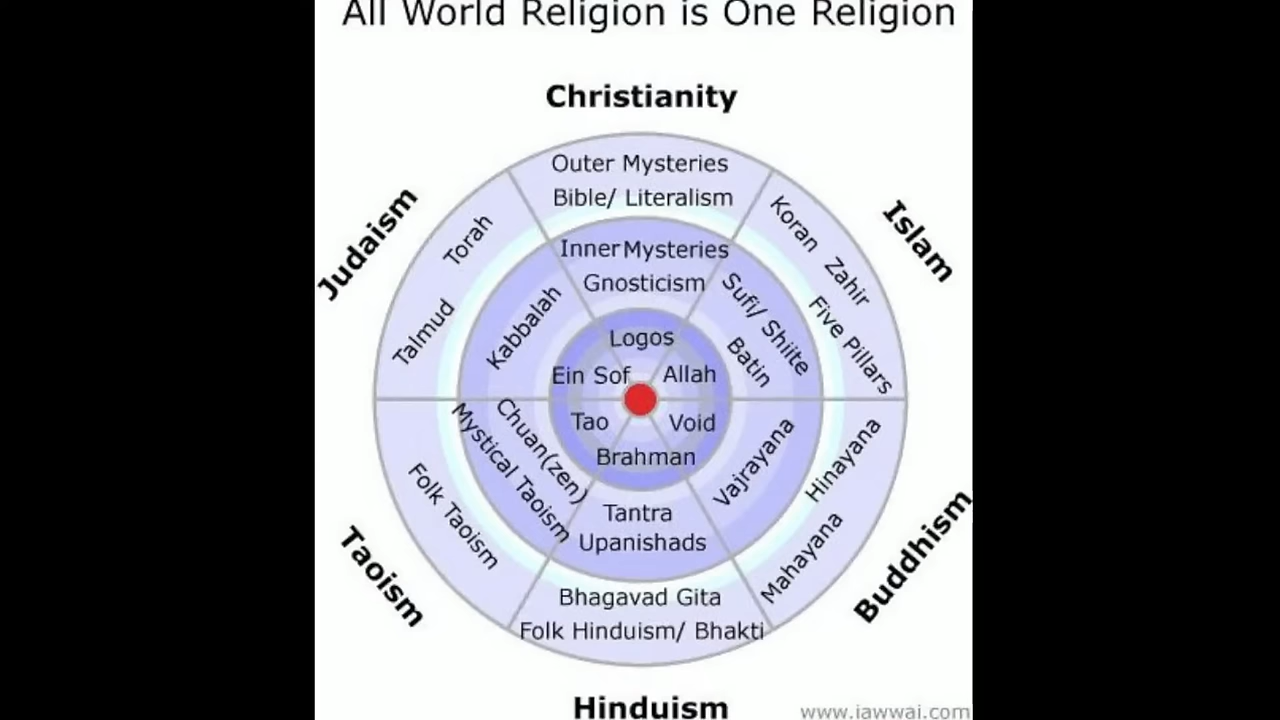 All World Religion is One Religion
Christianity
Judaism
Islam
Outer Mysteries
Bible/ Literalism
Torah
Talmud
Koran Zahir
Five Pillars
Inner Mysteries
Gnosticism
Kabbalah
Sufi/ Shiite
Batin
Logos
Ein Sof
Allah
Tao
Void
Brahman
Chuan(zen)
Mystical Taoism
Vajrayana
Hinayana
Mahayana
Folk Taoism
Tantra
Upanishads
Bhagavad Gita
Folk Hinduism/ Bhakti
Taoism
Buddhism
Hinduism
www.iawwai.com